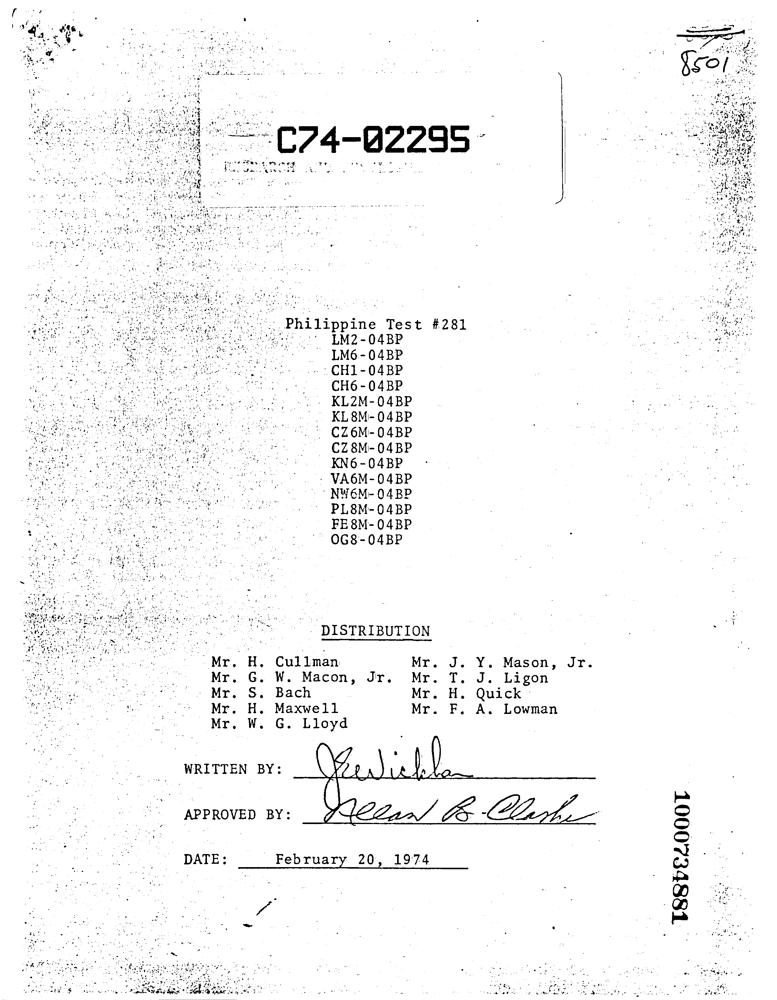 8501
C74-02295
Philippine Test #281
LM2-04BP
LM6-04BP
CH1-04BP
CH6-04BP
KL2M-04BP
KL8M-04BP
CZ6M-04BP
CZ8M-04BP
KN6-04BP
VA6M-04BP
NW6M-04BP
PL8M-04BP
FE8M-04BP
OG8-04BP
DISTRIBUTION
Mr. H. Cullman Mr. J. Y. Mason, Jr.
Mr. G. W. Macon, Jr. Mr. T. J. Ligon
Mr. S. Bach Mr. H. Quick
Mr. H. Maxwell Mr. F. A. Lowman
Mr. W. G. Lloyd
WRITTEN BY:
APPROVED BY: B. Clarke
DATE: February 20, 1974
1000734881